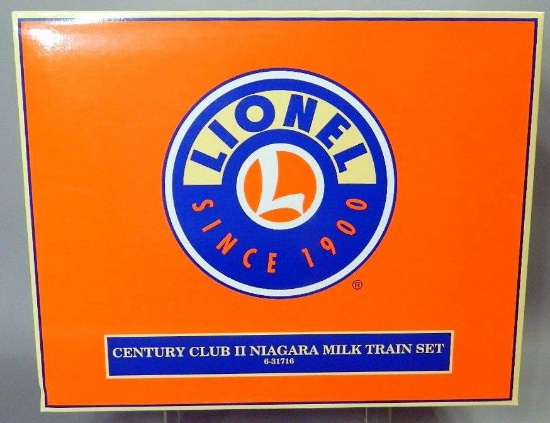 LIONEL
L
SINCE 1900
®
CENTURY CLUB II NIAGARA MILK TRAIN SET
6-31716